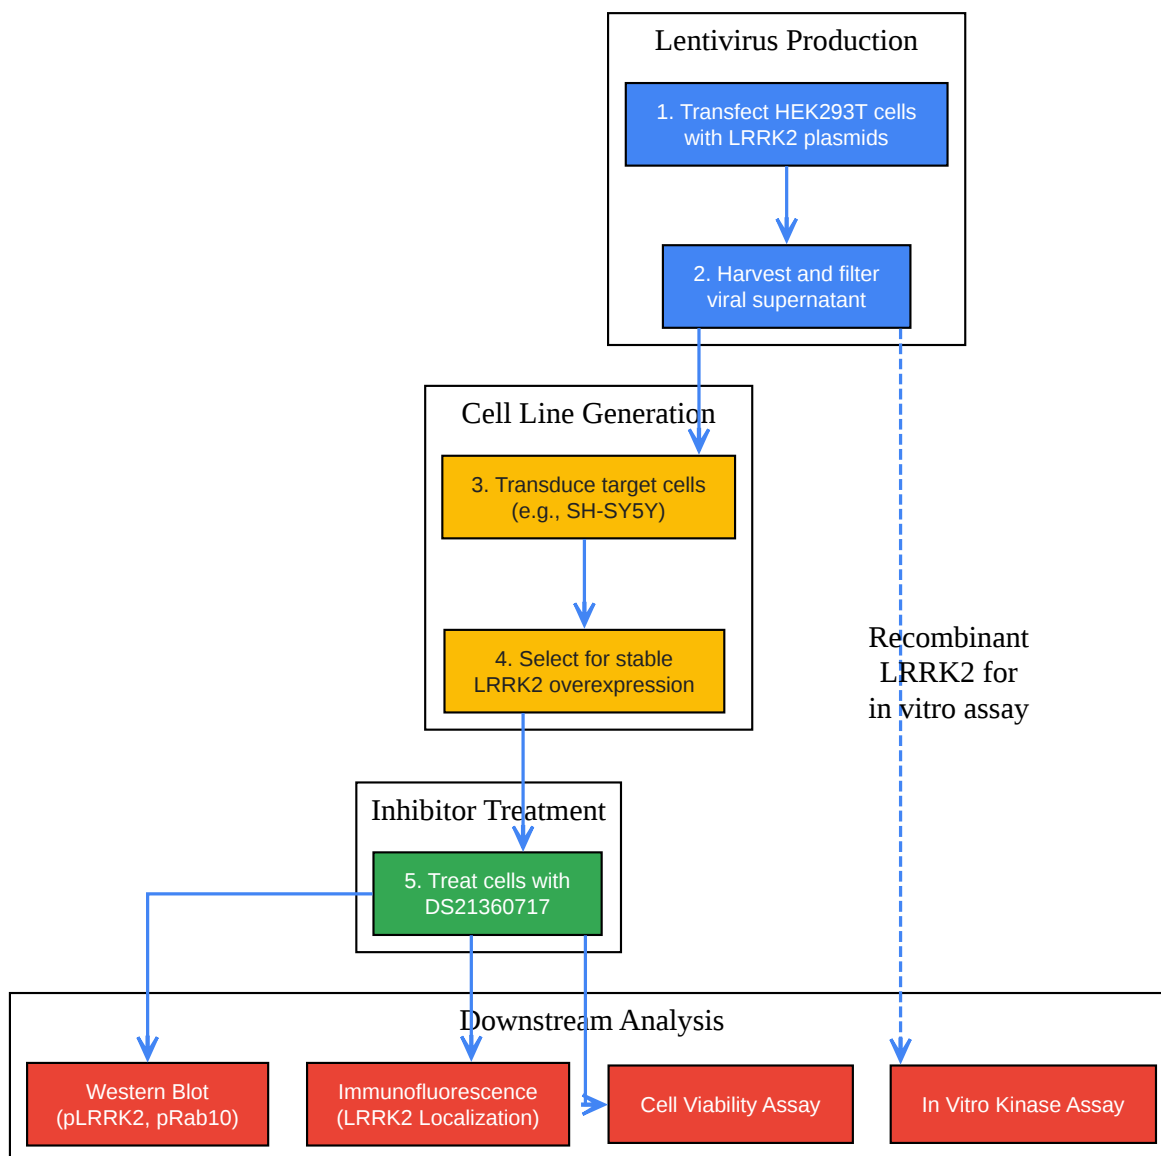 Lentivirus Production
1. Transfect HEK293T cells
with LRRK2 plasmids
2. Harvest and filter
viral supernatant
Cell Line Generation
3. Transduce target cells
(e.g., SH-SY5Y)
4. Select for stable
LRRK2 overexpression
Recombinant
LRRK2 for
in vitro assay
Inhibitor Treatment
5. Treat cells with
DS21360717
Downstream Analysis
Western Blot
(pLRRK2, pRab10)
Immunofluorescence
(LRRK2 Localization)
Cell Viability Assay
In Vitro Kinase Assay